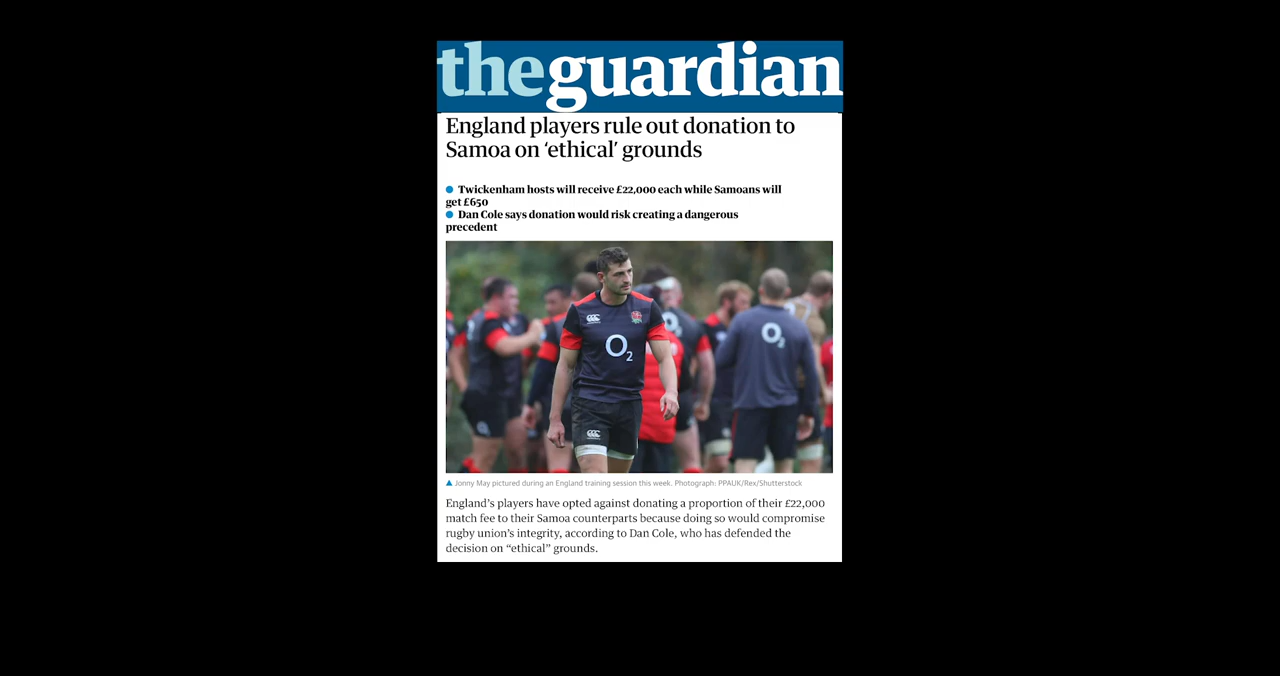 theguardian
England players rule out donation to
Samoa on ‘ethical’ grounds
Twickenham hosts will receive £22,000 each while Samoans will
get £650
Dan Cole says donation would risk creating a dangerous
precedent
O2
O2
Jonny May pictured during an England training session this week. Photograph: PPAUK/Rex/Shutterstock
England’s players have opted against donating a proportion of their £22,000
match fee to their Samoa counterparts because doing so would compromise
rugby union’s integrity, according to Dan Cole, who has defended the
decision on “ethical” grounds.